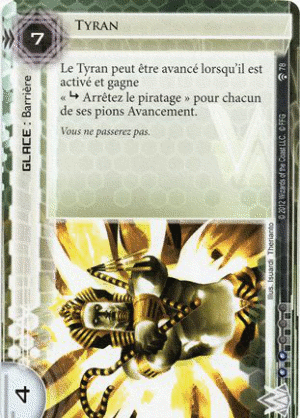 7
TYRAN
GLACE : Barrière
Le Tyran peut être avancé lorsqu'il est
activé et gagne
« ↳ Arrêtez le piratage » pour chacun
de ses pions Avancement.
Vous ne passerez pas.
78
© 2012 Wizards of the Coast LLC. © FFG
Illus. Isuardi Therianto
4